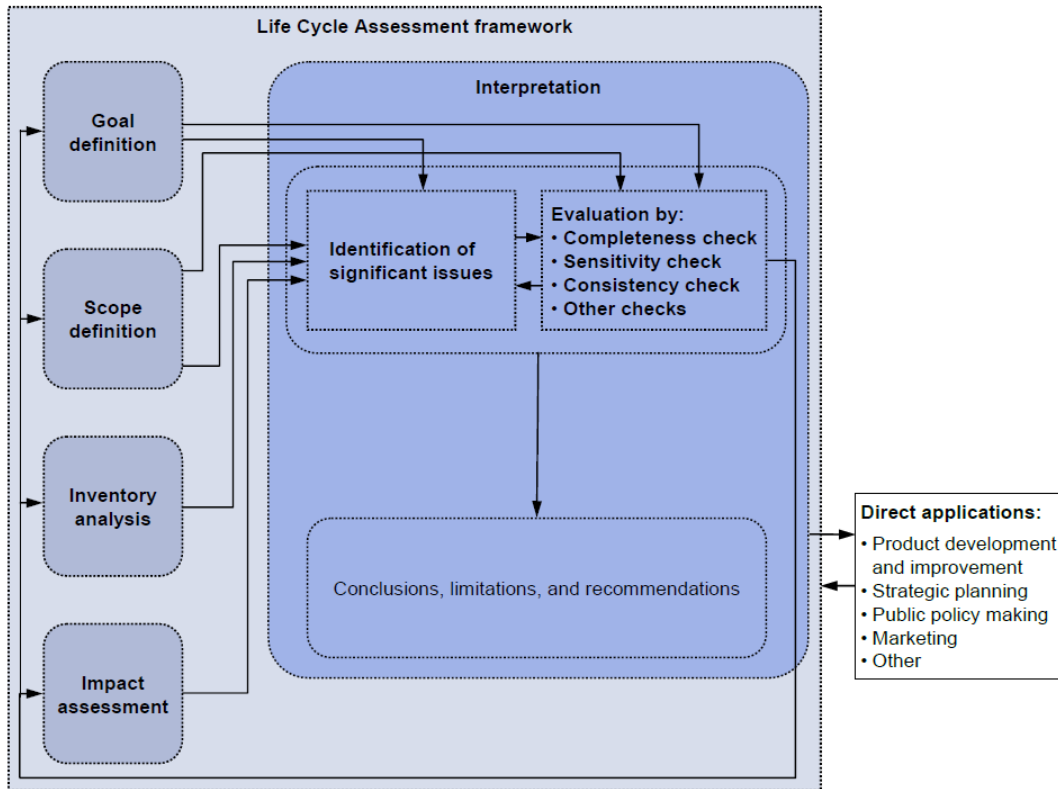 Life Cycle Assessment framework
Goal
definition
Interpretation
Identification of
significant issues
Evaluation by:
• Completeness check
• Sensitivity check
• Consistency check
• Other checks
Scope
definition
Inventory
analysis
Conclusions, limitations, and recommendations
Impact
assessment
Direct applications:
• Product development
and improvement
• Strategic planning
• Public policy making
• Marketing
• Other